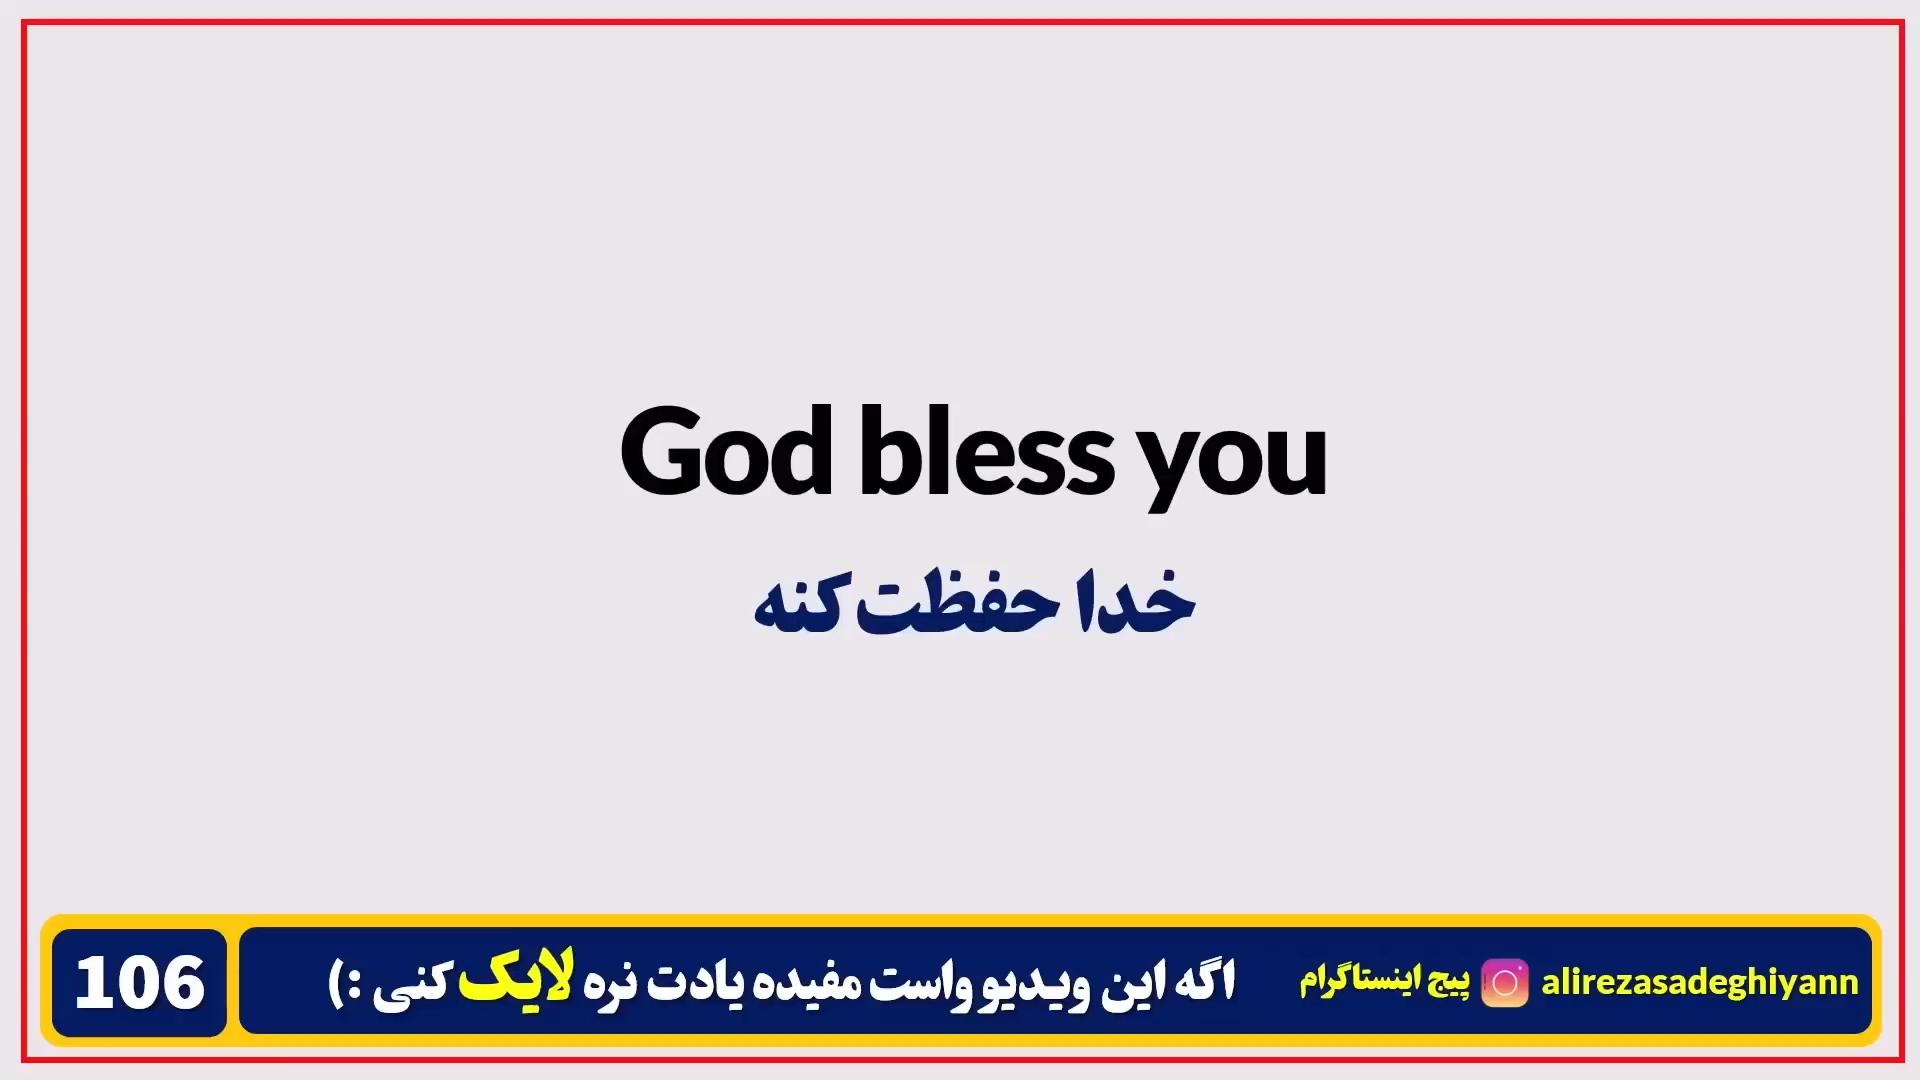 God bless you
خدا حفظت کنه
106
اگه این ویدیو واست مفیده یادت نره لایک کنی :)
پیج اینستاگرام
alirezasadeghiyann